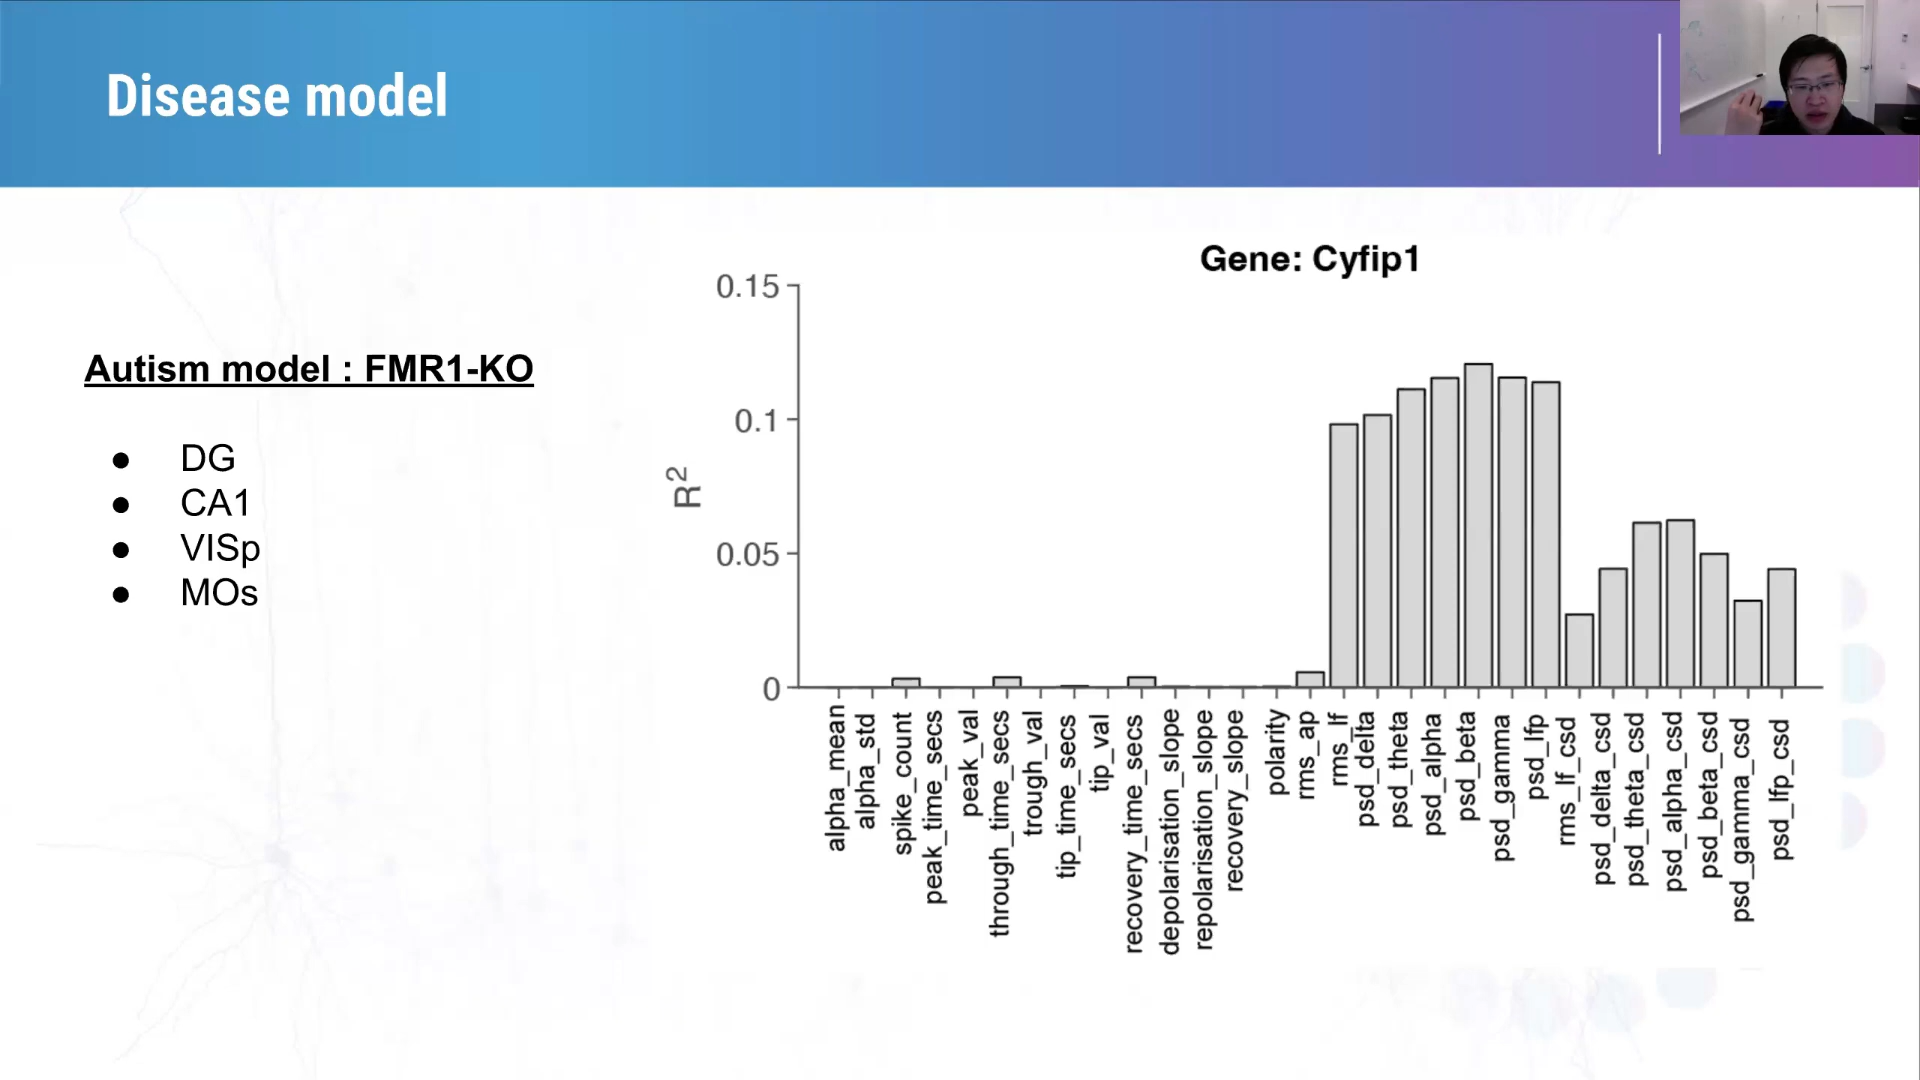 Disease model
Autism model : FMR1-KO
● DG
● CA1
● VISp
● MOs
Gene: Cyfip1
0.15
0.1
0.05
0
R²
alpha_mean
alpha_std
spike_count
peak_time_secs
peak_val
through_time_secs
trough_val
tip_time_secs
tip_val
recovery_time_secs
depolarisation_slope
repolarisation_slope
recovery_slope
polarity
rms_ap
rms_lf
psd_delta
psd_theta
psd_alpha
psd_beta
psd_gamma
psd_lfp
rms_lf_csd
psd_delta_csd
psd_theta_csd
psd_alpha_csd
psd_beta_csd
psd_gamma_csd
psd_lfp_csd